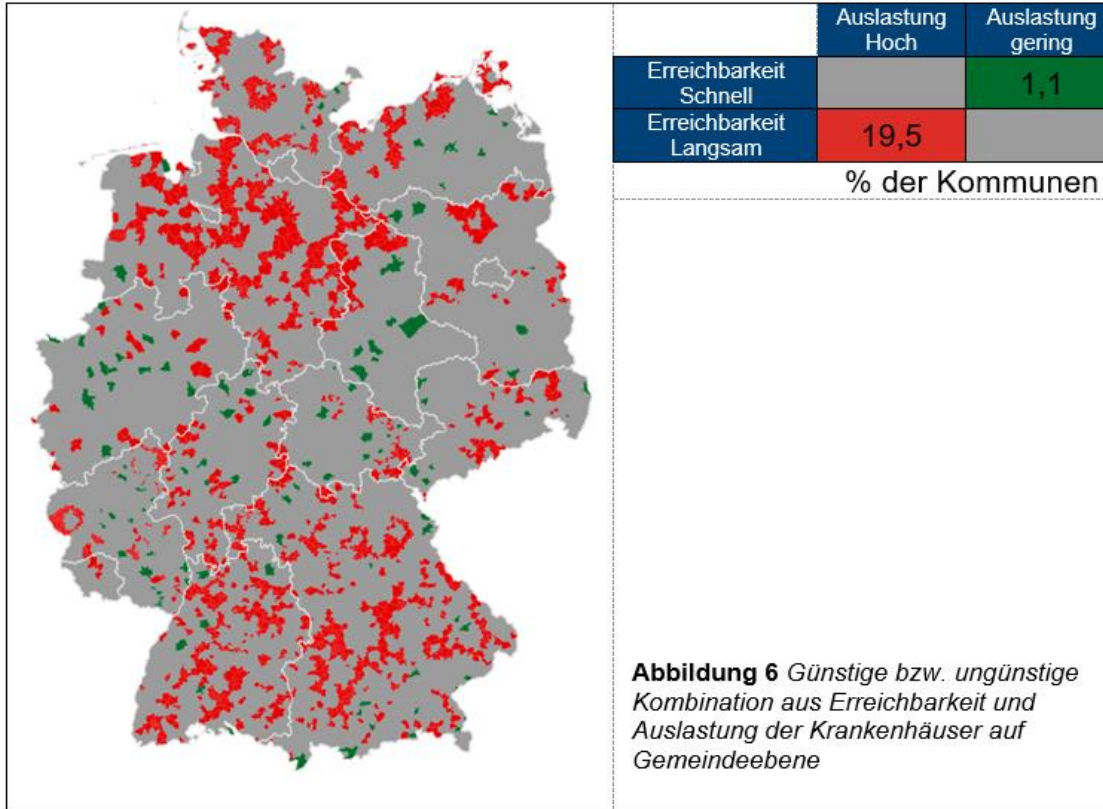 Auslastung
Hoch
Auslastung
gering
Erreichbarkeit
Schnell
1,1
Erreichbarkeit
Langsam
19,5
% der Kommunen
Abbildung 6 Günstige bzw. ungünstige
Kombination aus Erreichbarkeit und
Auslastung der Krankenhäuser auf
Gemeindeebene